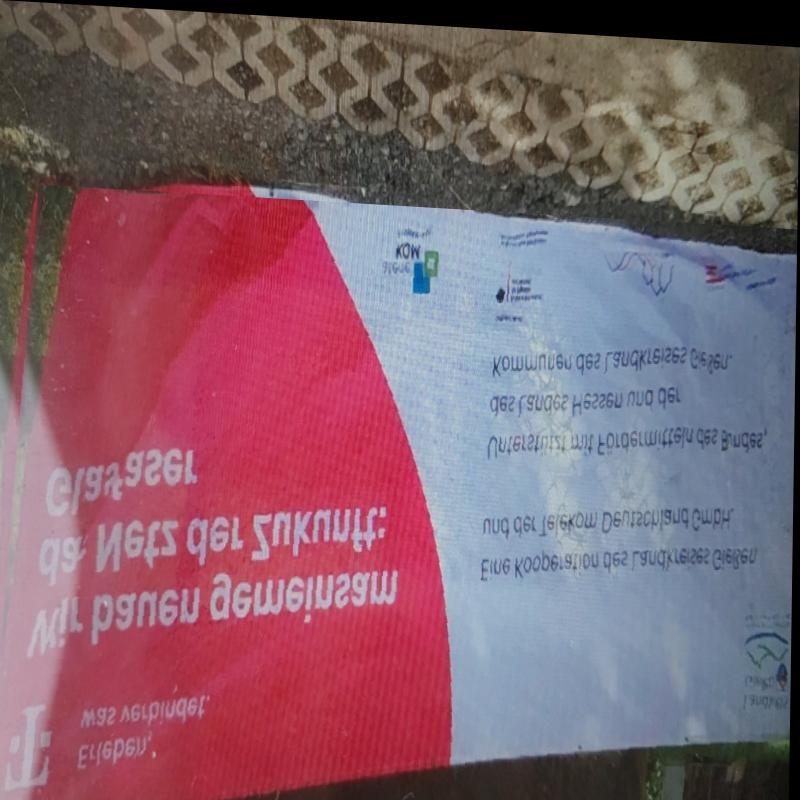 Erleben,
was verbindet.
Wir bauen gemeinsam
da Netz der Zukunft:
Glasfaser
Landkreis
Gießen
Eine Kooperation des Landkreises Gießen
und der Telekom Deutschland GmbH.
Unterstützt mit Fördermitteln des Bundes,
des Landes Hessen und der
Kommunen des Landkreises Gießen.
KOM